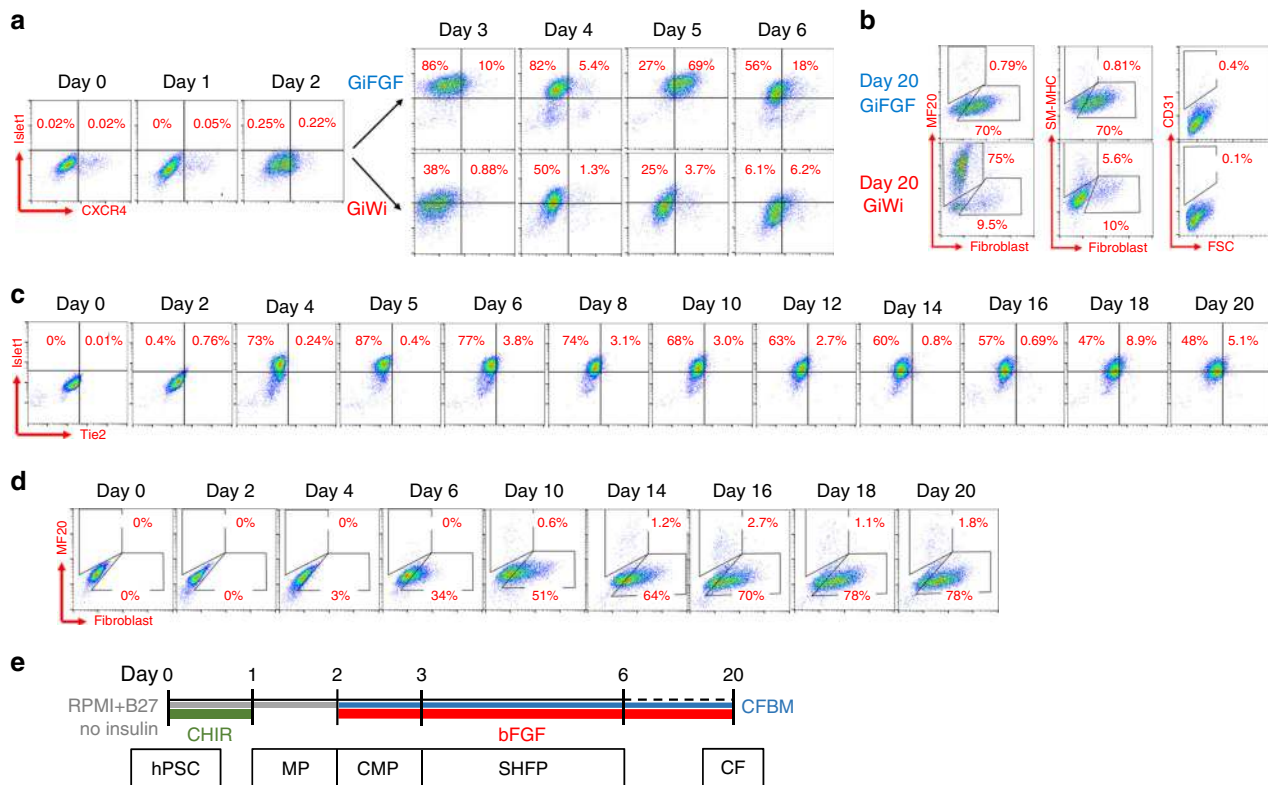 a
Day 0
Day 1
Day 2
Day 3
Day 4
Day 5
Day 6
Islet1
CXCR4
0.02% 0.02%
0% 0.05%
0.25% 0.22%
GiFGF
86% 10%
82% 5.4%
27% 69%
56% 18%
GiWi
38% 0.88%
50% 1.3%
25% 3.7%
6.1% 6.2%
b
Day 20
GiFGF
MF20
0.79%
70%
SM-MHC
0.81%
70%
CD31
0.4%
Day 20
GiWi
75%
9.5%
5.6%
10%
0.1%
Fibroblast
Fibroblast
FSC
c
Day 0
Day 2
Day 4
Day 5
Day 6
Day 8
Day 10
Day 12
Day 14
Day 16
Day 18
Day 20
Islet1
0% 0.01%
0.4% 0.76%
73% 0.24%
87% 0.4%
77% 3.8%
74% 3.1%
68% 3.0%
63% 2.7%
60% 0.8%
57% 0.69%
47% 8.9%
48% 5.1%
Tie2
d
Day 0
Day 2
Day 4
Day 6
Day 10
Day 14
Day 16
Day 18
Day 20
MF20
0%
0%
0%
0%
0.6%
1.2%
2.7%
1.1%
1.8%
0%
0%
3%
34%
51%
64%
70%
78%
78%
Fibroblast
e
Day 0 1 2 3 6 20
RPMI+B27
no insulin
CHIR
bFGF
CFBM
hPSC
MP
CMP
SHFP
CF